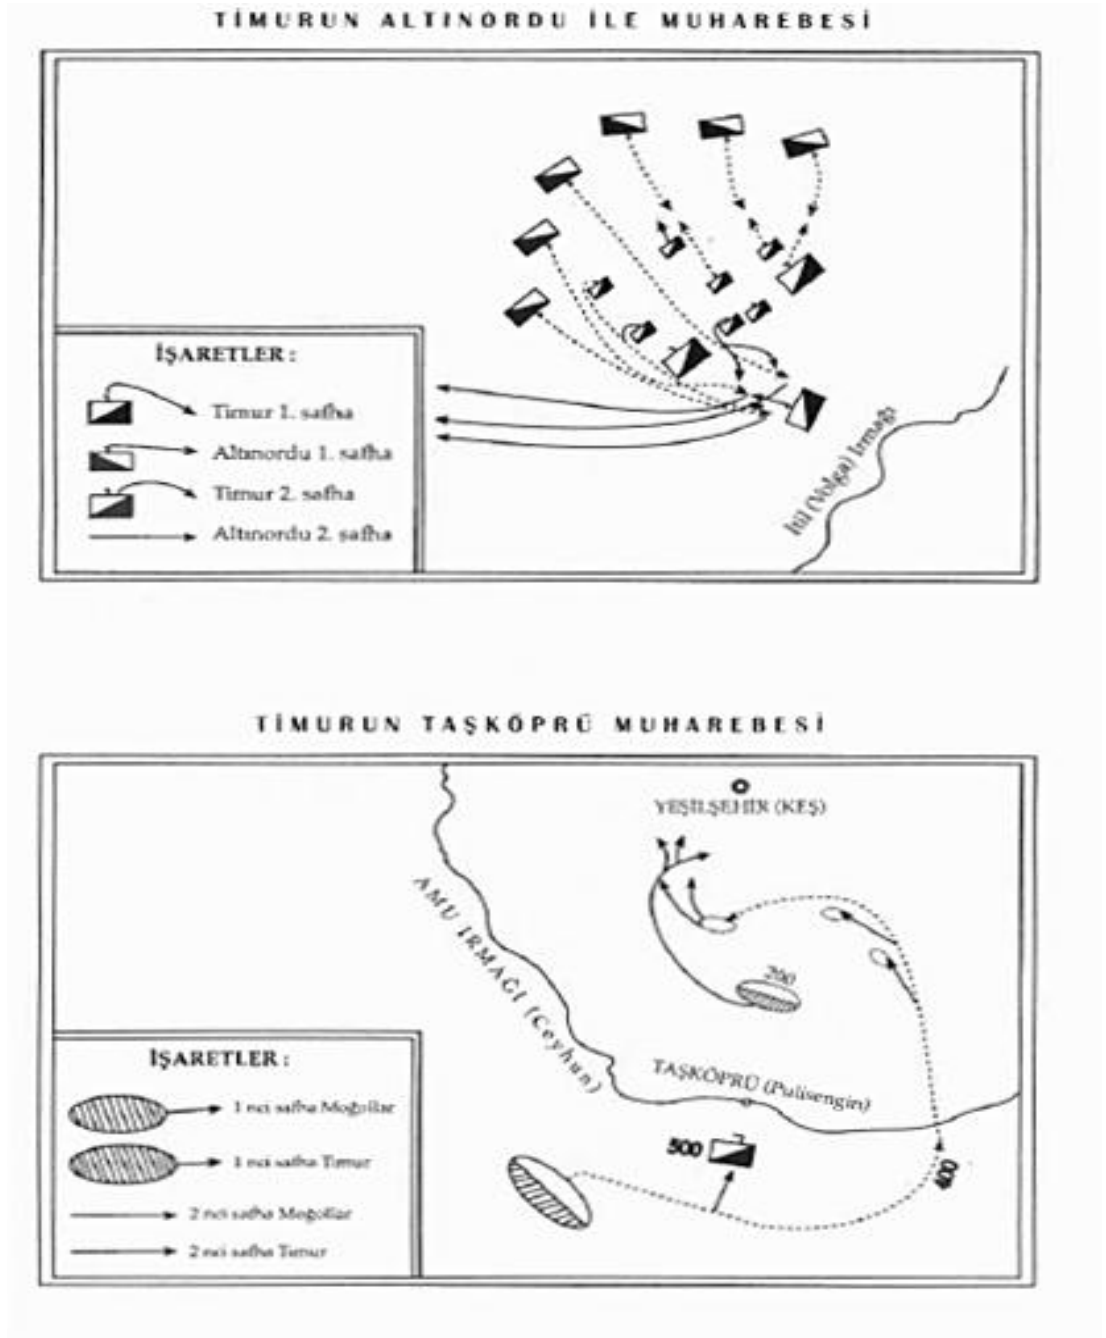 TİMURUN ALTINORDU İLE MUHAREBESİ
İŞARETLER :
Timur 1. safha
Altınordu 1. safha
Timur 2. safha
Altınordu 2. safha
İtil (Volga) Irmağı
TİMURUN TAŞKÖPRÜ MUHAREBESİ
YEŞİLŞEHİR (KEŞ)
AMU IRMAĞI (Ceyhun)
200
TAŞKÖPRÜ (Pulisengin)
500
400
İŞARETLER :
1 nci safha Moğollar
1 nci safha Timur
2 nci safha Moğollar
2 nci safha Timur